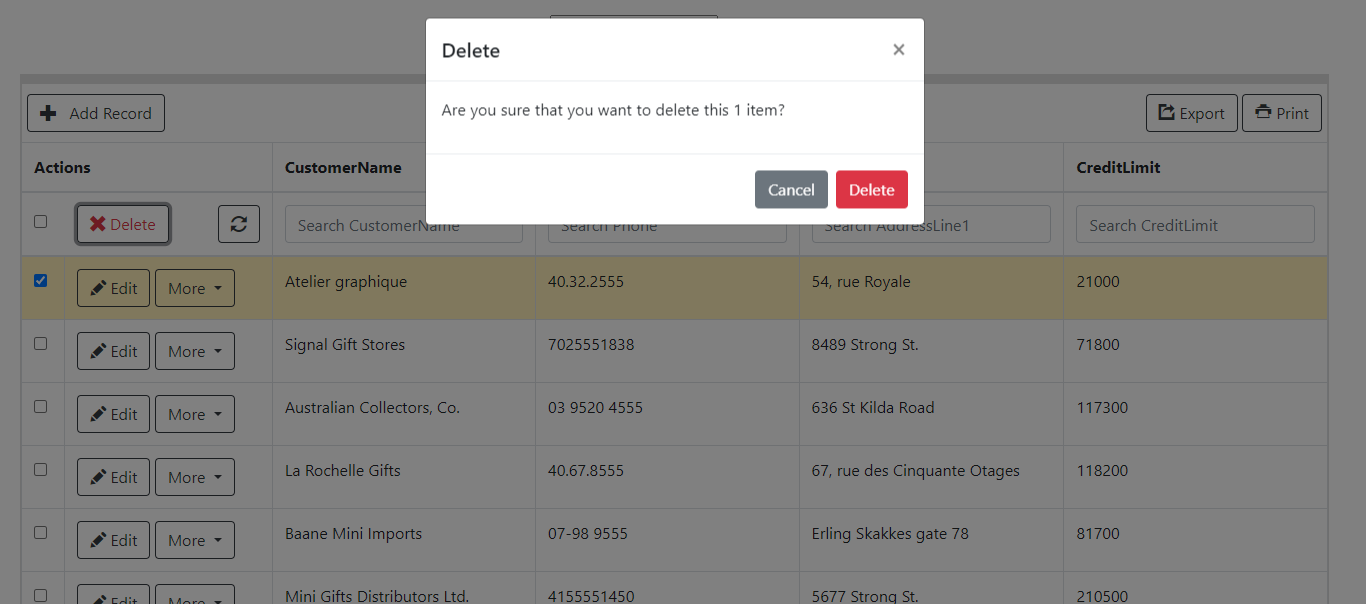 Delete ×
Are you sure that you want to delete this 1 item?
Cancel Delete
Add Record Export Print
Actions CustomerName CreditLimit
Delete Search CustomerName Search Phone Search AddressLine1 Search CreditLimit
Edit More Atelier graphique 40.32.2555 54, rue Royale 21000
Edit More Signal Gift Stores 7025551838 8489 Strong St. 71800
Edit More Australian Collectors, Co. 03 9520 4555 636 St Kilda Road 117300
Edit More La Rochelle Gifts 40.67.8555 67, rue des Cinquante Otages 118200
Edit More Baane Mini Imports 07-98 9555 Erling Skakkes gate 78 81700
Edit More Mini Gifts Distributors Ltd. 4155551450 5677 Strong St. 210500